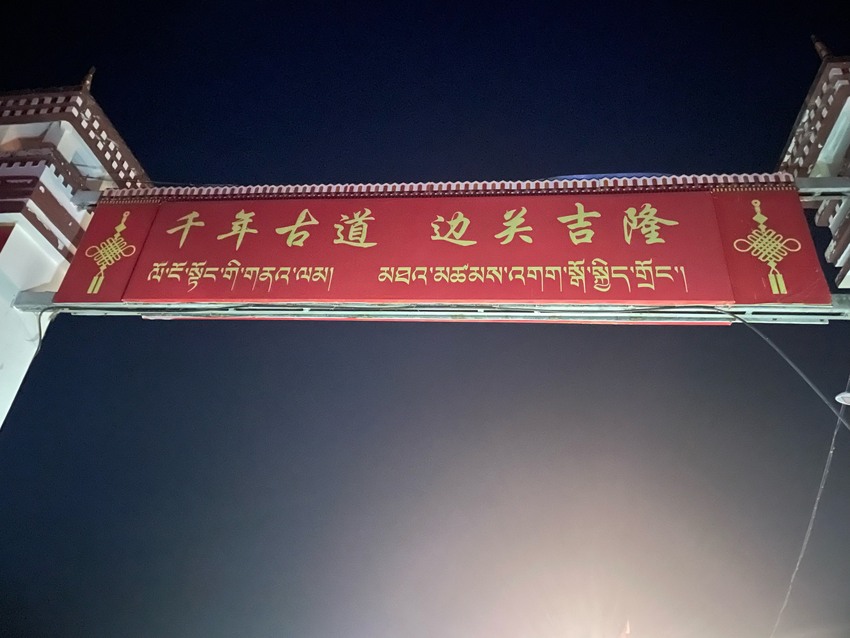 千年古道 边关吉隆
ལོ་ངོ་སྟོང་གི་གནའ་ལམ། མཐའ་མཚམས་འགག་སྒོ་སྐྱིད་གྲོང་།